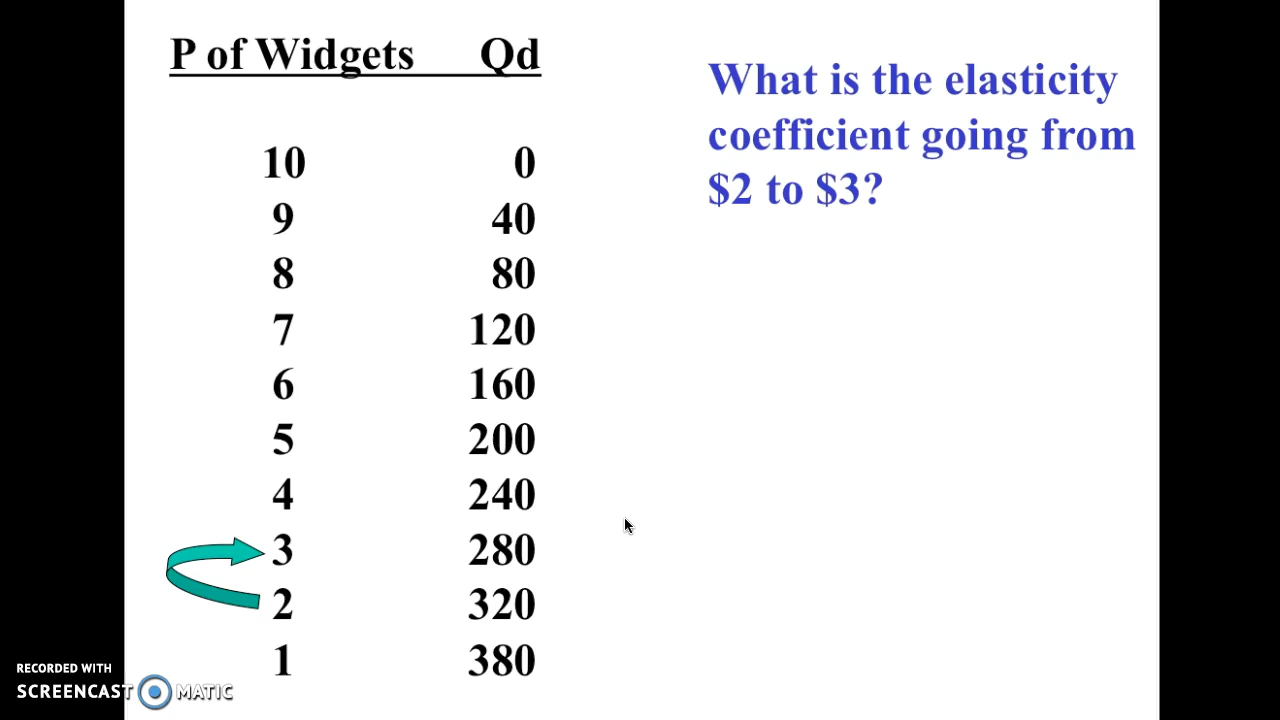 P of Widgets Qd
10 0
9 40
8 80
7 120
6 160
5 200
4 240
3 280
2 320
1 380
What is the elasticity
coefficient going from
$2 to $3?
RECORDED WITH
SCREENCAST MATIC